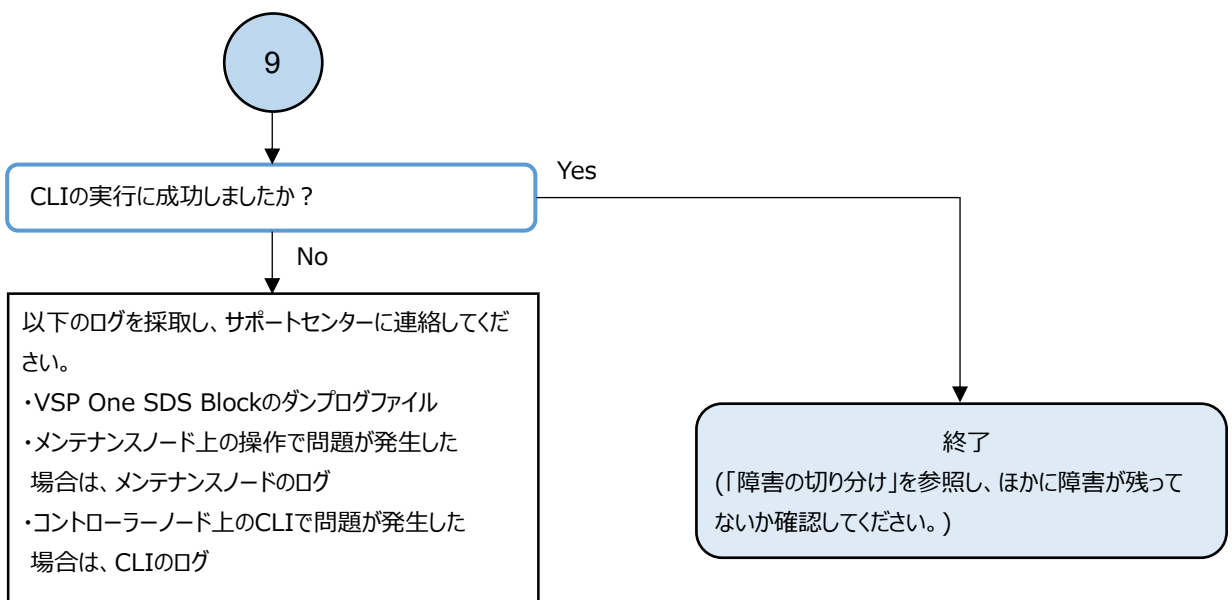 9
CLIの実行に成功しましたか？
Yes
No
以下のログを採取し、サポートセンターに連絡してくだ
さい。
・VSP One SDS Blockのダンプログファイル
・メンテナンスノード上の操作で問題が発生した
場合は、メンテナンスノードのログ
・コントローラーノード上のCLIで問題が発生した
場合は、CLIのログ
終了
(「障害の切り分け」を参照し、ほかに障害が残って
ないか確認してください。)